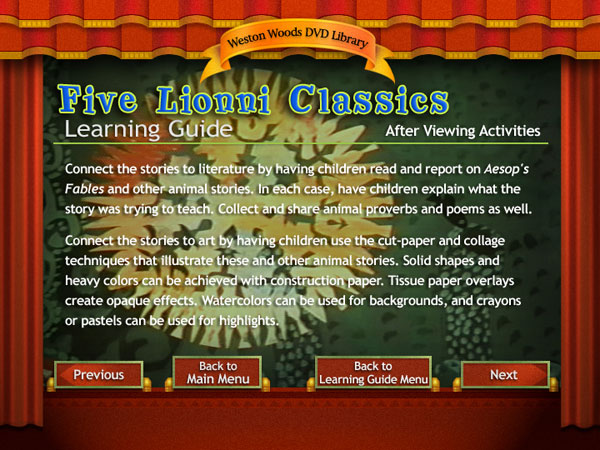 Weston Woods DVD Library
Five Lionni Classics
Learning Guide
After Viewing Activities
Connect the stories to literature by having children read and report on Aesop's
Fables and other animal stories. In each case, have children explain what the
story was trying to teach. Collect and share animal proverbs and poems as well.
Connect the stories to art by having children use the cut-paper and collage
techniques that illustrate these and other animal stories. Solid shapes and
heavy colors can be achieved with construction paper. Tissue paper overlays
create opaque effects. Watercolors can be used for backgrounds, and crayons
or pastels can be used for highlights.
Previous
Back to
Main Menu
Back to
Learning Guide Menu
Next